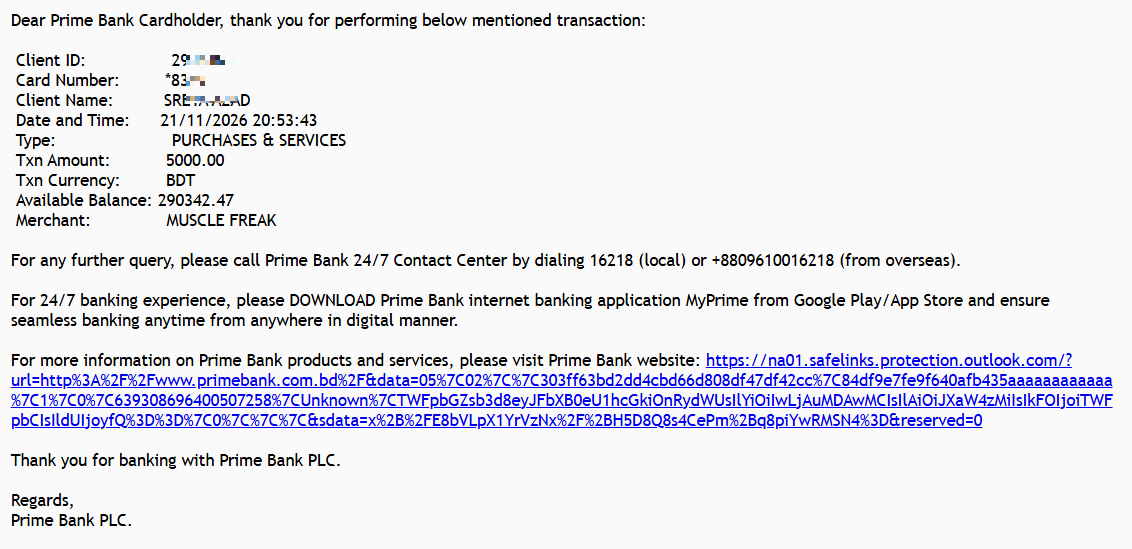 Dear Prime Bank Cardholder, thank you for performing below mentioned transaction:
Client ID: 29
Card Number: *83
Client Name:
Date and Time: 21/11/2026 20:53:43
Type: PURCHASES & SERVICES
Txn Amount: 5000.00
Txn Currency: BDT
Available Balance: 290342.47
Merchant: MUSCLE FREAK
For any further query, please call Prime Bank 24/7 Contact Center by dialing 16218 (local) or +8809610016218 (from overseas).
For 24/7 banking experience, please DOWNLOAD Prime Bank internet banking application MyPrime from Google Play/App Store and ensure
seamless banking anytime from anywhere in digital manner.
For more information on Prime Bank products and services, please visit Prime Bank website: https://na01.safelinks.protection.outlook.com/?
url=http%3A%2F%2Fwww.primebank.com.bd%2F&data=05%7C02%7C%7C303ff63bd2dd4cbd66d808df47df42cc%7C84df9e7fe9f640afb435aaaaaaaaaaaa
%7C1%7C0%7C639308696400507258%7CUnknown%7CTWFpbGZsb3d8eyJFbXB0eU1hcGkiOnRydWUsIlYiOiIwLjAuMDAwMCIsIlAiOiJXaW4zMiIsIkFOIjoiTWF
pbCIsIldUIjoyfQ%3D%3D%7C0%7C%7C%7C&sdata=x%2B%2FE8bVLpX1YrVzNx%2F%2BH5D8Q8s4CePm%2Bq8piYwRMSN4%3D&reserved=0
Thank you for banking with Prime Bank PLC.
Regards,
Prime Bank PLC.